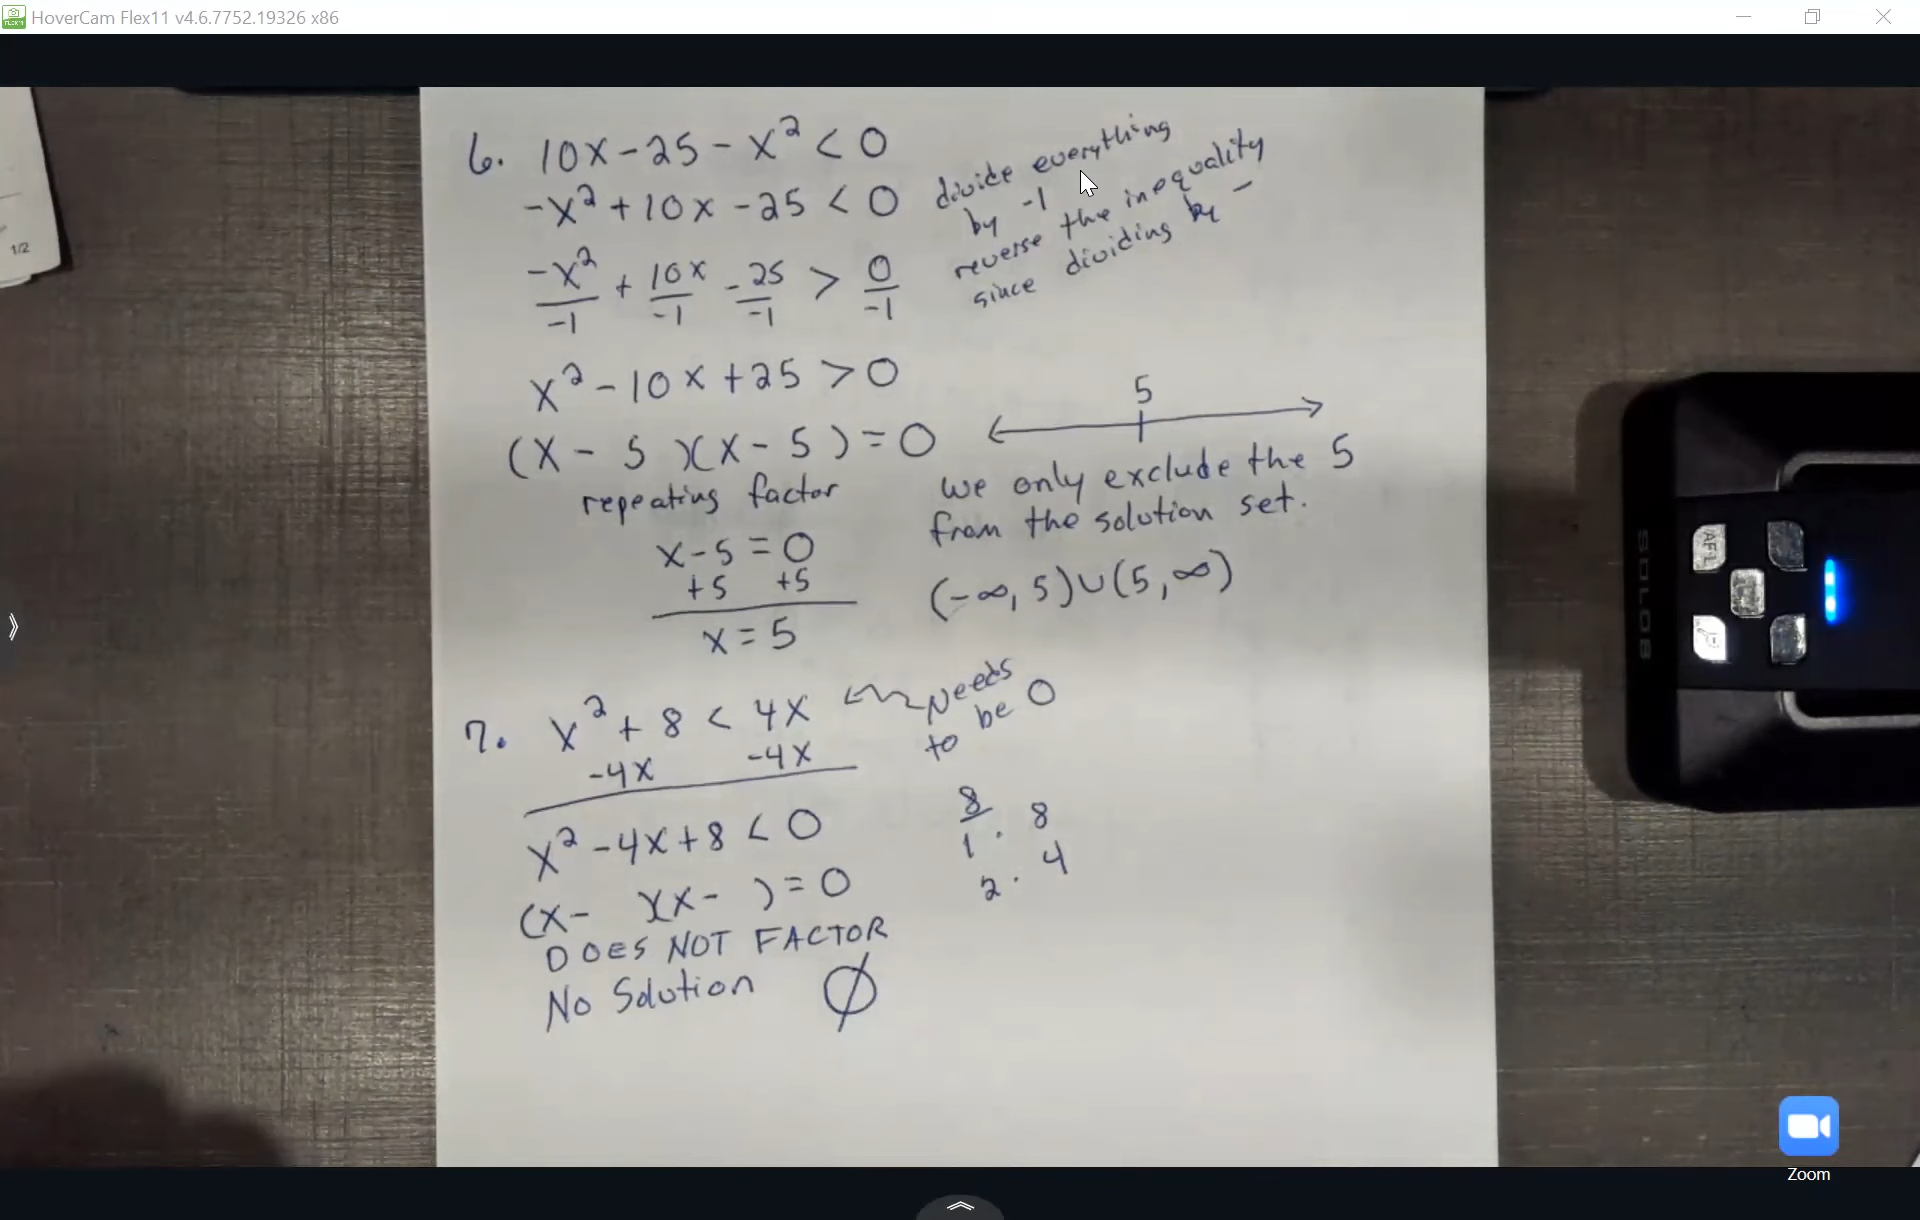 HoverCam Flex11 v4.6.7752.19326 x86
1/2
6. 10x - 25 - x² < 0
-x² + 10x - 25 < 0
divide everything
by -1
reverse the inequality
since dividing by -
-x²/-1 + 10x/-1 - 25/-1 > 0/-1
x² - 10x + 25 > 0
(x - 5)(x - 5) = 0
repeating factor
x - 5 = 0
+5 +5
x = 5
5
we only exclude the 5
from the solution set.
(-∞, 5)∪(5, ∞)
7. x² + 8 < 4x
-4x -4x
Needs
to be 0
x² - 4x + 8 < 0
(x -   )(x -   ) = 0
DOES NOT FACTOR
No Solution ∅
8
1 · 8
2 · 4
SOLO8
AF-L
Zoom